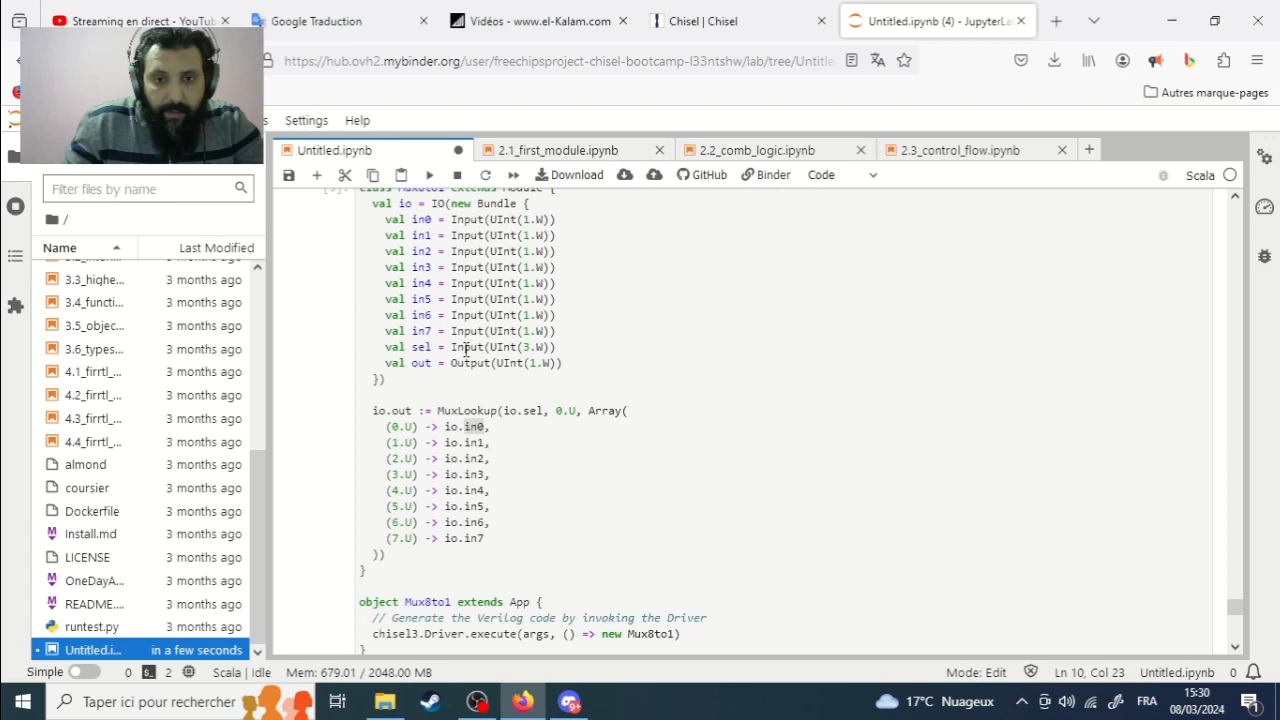 Streaming en direct - YouTub
Google Traduction
Vidéos - www.el-Kalam.com
Chisel | Chisel
Untitled.ipynb (4) - JupyterLa
https://hub.ovh2.mybinder.org/user/freechipsproject-chisel-bootcamp-l33ntshw/lab/tree/Untitle
Autres marque-pages
Settings Help
Untitled.ipynb
2.1_first_module.ipynb
2.2_comb_logic.ipynb
2.3_control_flow.ipynb
Filter files by name
Download GitHub Binder Code Scala
/
Name Last Modified
3 months ago
3.3_highe... 3 months ago
3.4_functi... 3 months ago
3.5_objec... 3 months ago
3.6_types... 3 months ago
4.1_firrtl_... 3 months ago
4.2_firrtl_... 3 months ago
4.3_firrtl_... 3 months ago
4.4_firrtl_... 3 months ago
almond 3 months ago
coursier 3 months ago
Dockerfile 3 months ago
Install.md 3 months ago
LICENSE 3 months ago
OneDayA... 3 months ago
README.... 3 months ago
runtest.py 3 months ago
Untitled.i... in a few seconds
class Mux8to1 extends Module {
val io = IO(new Bundle {
val in0 = Input(UInt(1.W))
val in1 = Input(UInt(1.W))
val in2 = Input(UInt(1.W))
val in3 = Input(UInt(1.W))
val in4 = Input(UInt(1.W))
val in5 = Input(UInt(1.W))
val in6 = Input(UInt(1.W))
val in7 = Input(UInt(1.W))
val sel = Input(UInt(3.W))
val out = Output(UInt(1.W))
})
io.out := MuxLookup(io.sel, 0.U, Array(
(0.U) -> io.in0,
(1.U) -> io.in1,
(2.U) -> io.in2,
(3.U) -> io.in3,
(4.U) -> io.in4,
(5.U) -> io.in5,
(6.U) -> io.in6,
(7.U) -> io.in7
))
}
object Mux8to1 extends App {
// Generate the Verilog code by invoking the Driver
chisel3.Driver.execute(args, () => new Mux8to1)
}
Simple 0 2 Scala | Idle Mem: 679.01 / 2048.00 MB Mode: Edit Ln 10, Col 23 Untitled.ipynb 0
Taper ici pour rechercher
17°C Nuageux
FRA
15:30
08/03/2024
1